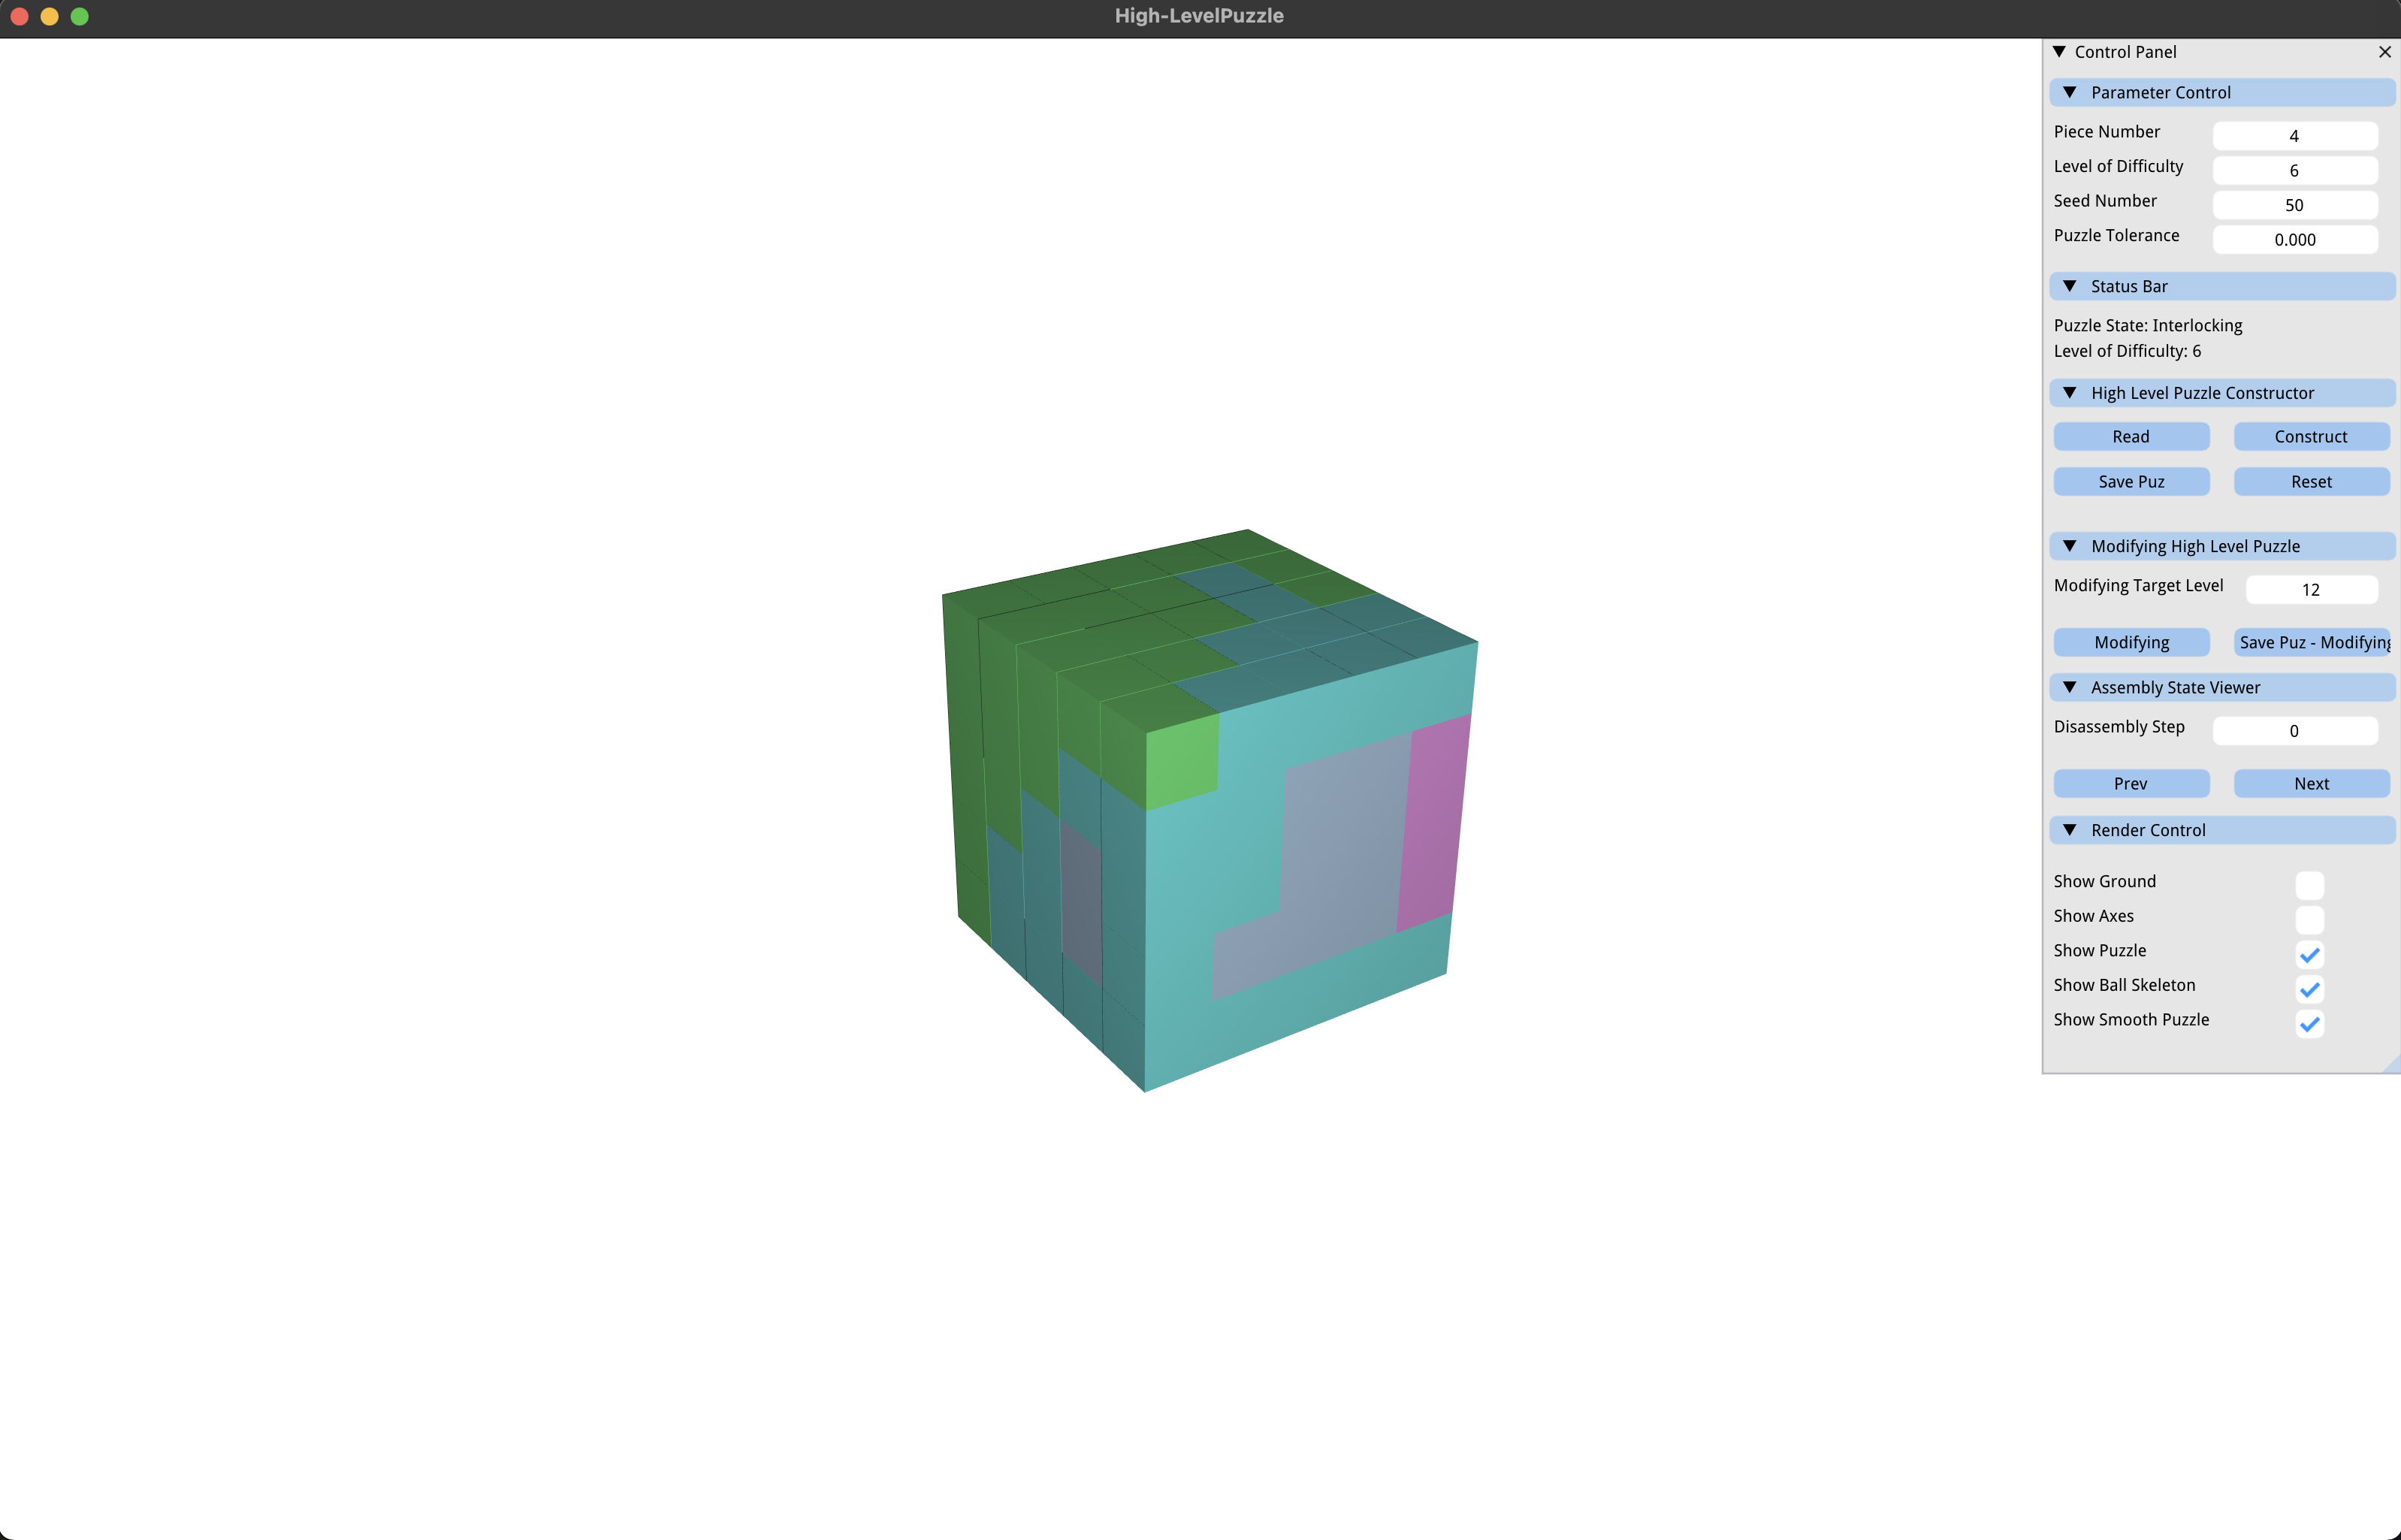 High-LevelPuzzle
Control Panel
Parameter Control
Piece Number 4
Level of Difficulty 6
Seed Number 50
Puzzle Tolerance 0.000
Status Bar
Puzzle State: Interlocking
Level of Difficulty: 6
High Level Puzzle Constructor
Read Construct
Save Puz Reset
Modifying High Level Puzzle
Modifying Target Level 12
Modifying Save Puz - Modifying
Assembly State Viewer
Disassembly Step 0
Prev Next
Render Control
Show Ground
Show Axes
Show Puzzle
Show Ball Skeleton
Show Smooth Puzzle